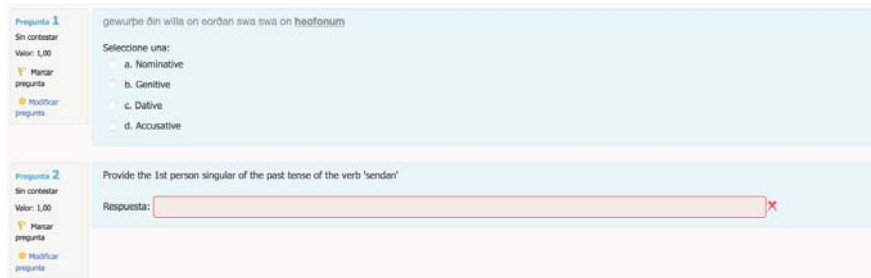 Pregunta 1
Sin contestar
Valor: 1,00
Marcar
pregunta
Modificar
pregunta
gewurþe ðin willa on eorðan swa swa on heofonum
Seleccione una:
a. Nominative
b. Genitive
c. Dative
d. Accusative
Pregunta 2
Sin contestar
Valor: 1,00
Marcar
pregunta
Modificar
pregunta
Provide the 1st person singular of the past tense of the verb 'sendan'
Respuesta: